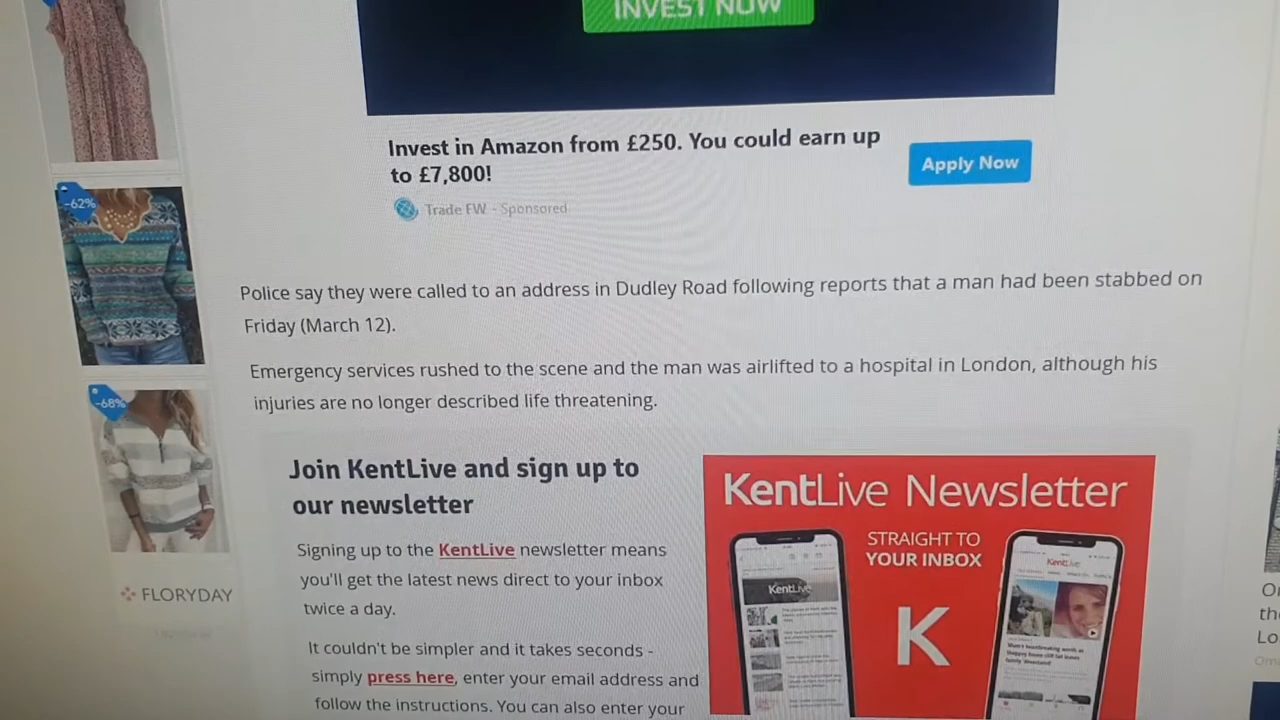 INVEST NOW
Invest in Amazon from £250. You could earn up
to £7,800!
Apply Now
Trade FW - Sponsored
-62%
Police say they were called to an address in Dudley Road following reports that a man had been stabbed on
Friday (March 12).
Emergency services rushed to the scene and the man was airlifted to a hospital in London, although his
injuries are no longer described life threatening.
-68%
FLORYDAY
Join KentLive and sign up to
our newsletter
Signing up to the KentLive newsletter means
you'll get the latest news direct to your inbox
twice a day.
It couldn't be simpler and it takes seconds -
simply press here, enter your email address and
follow the instructions. You can also enter your
KentLive Newsletter
STRAIGHT TO
YOUR INBOX
KentLive
K
KentLive